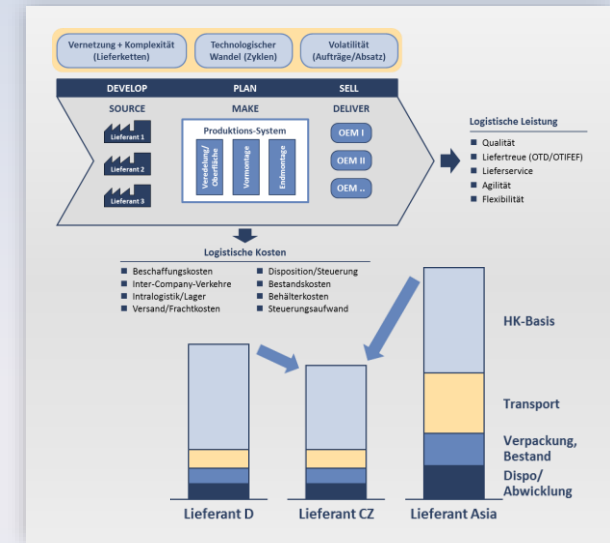 Vernetzung + Komplexität
(Lieferketten)
Technologischer
Wandel (Zyklen)
Volatilität
(Aufträge/Absatz)
DEVELOP
PLAN
SELL
SOURCE
MAKE
DELIVER
Lieferant 1
Lieferant 2
Lieferant 3
Produktions-System
Veredelung/
Oberfläche
Vormontage
Endmontage
OEM I
OEM II
OEM ..
Logistische Leistung
Qualität
Liefertreue (OTD/OTIFEF)
Lieferservice
Agilität
Flexibilität
Logistische Kosten
Beschaffungskosten
Inter-Company-Verkehre
Intralogistik/Lager
Versand/Frachtkosten
Disposition/Steuerung
Bestandskosten
Behälterkosten
Steuerungsaufwand
HK-Basis
Transport
Verpackung,
Bestand
Dispo/
Abwicklung
Lieferant D
Lieferant CZ
Lieferant Asia